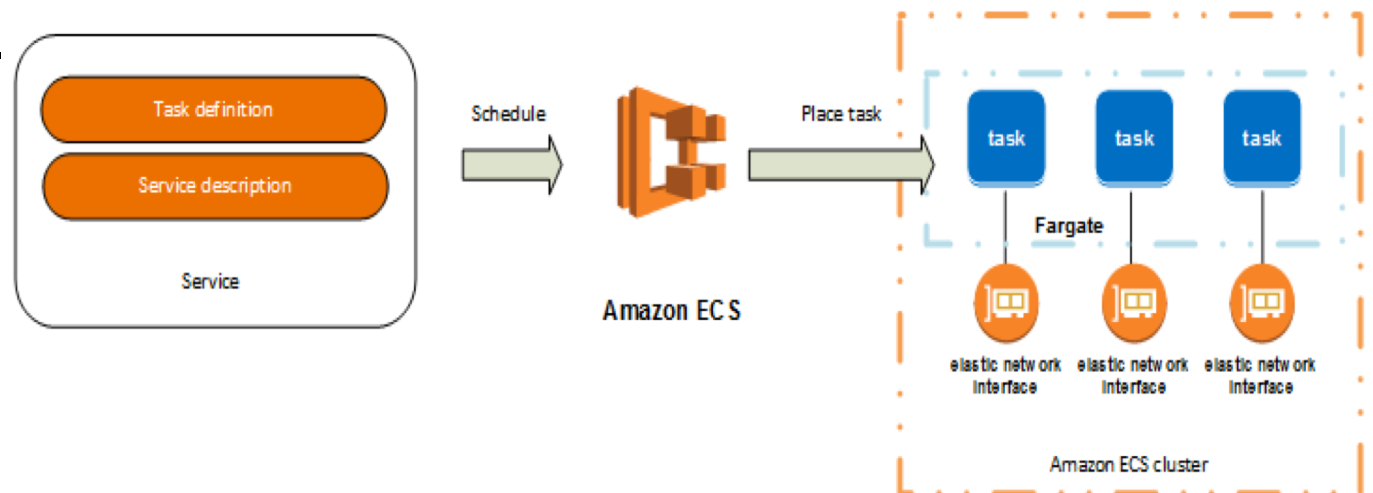 Task definition
Service description
Service
Schedule
Amazon ECS
Place task
task
task
task
Fargate
elastic network
Interface
elastic network
Interface
elastic network
Interface
Amazon ECS cluster